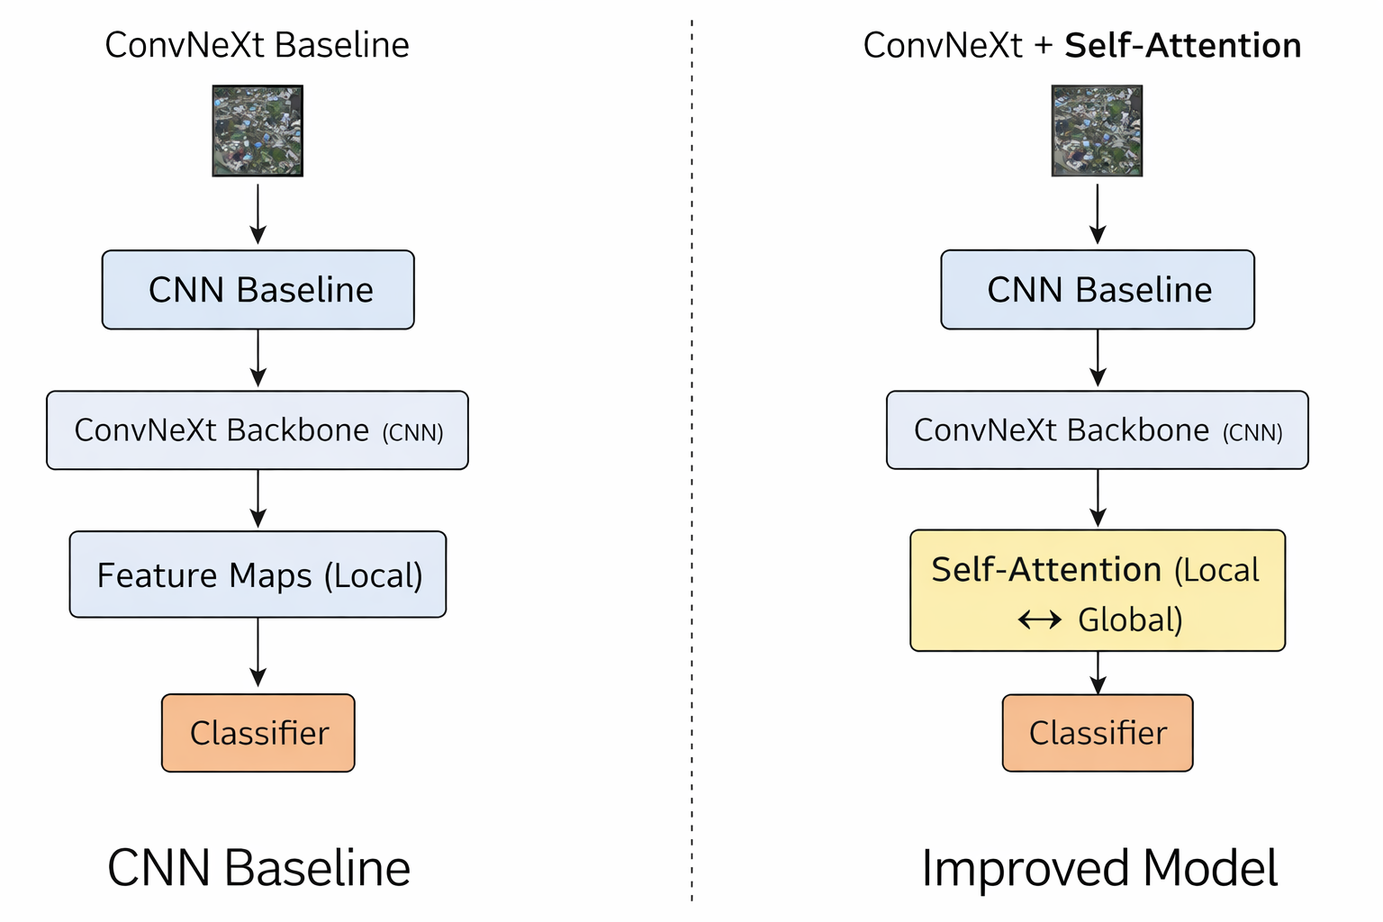 ConvNeXt Baseline
CNN Baseline
ConvNeXt Backbone (CNN)
Feature Maps (Local)
Classifier
CNN Baseline
ConvNeXt + Self-Attention
CNN Baseline
ConvNeXt Backbone (CNN)
Self-Attention (Local
↔ Global)
Classifier
Improved Model